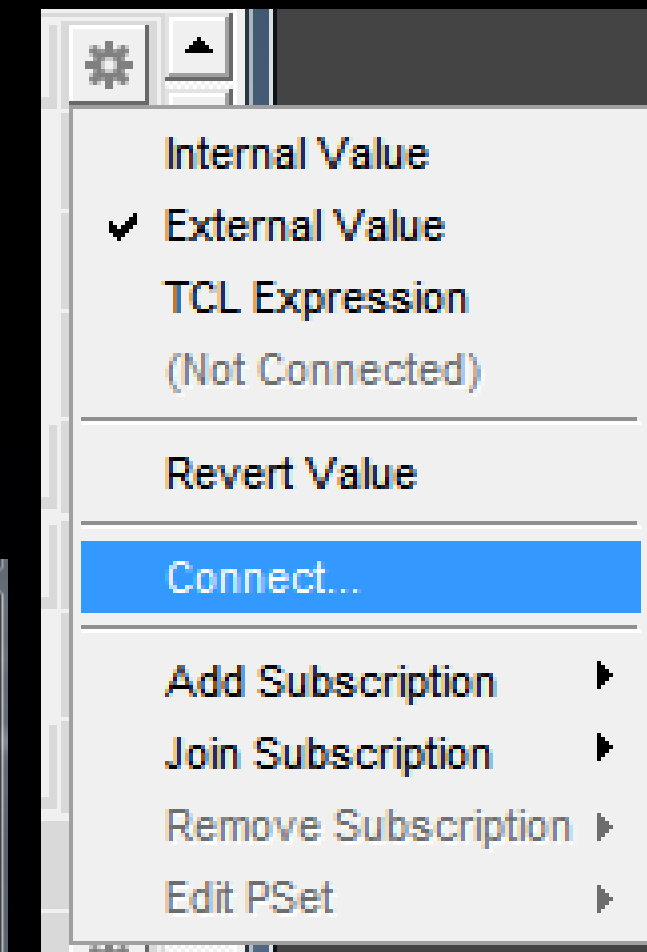 Internal Value
External Value
TCL Expression
(Not Connected)
Revert Value
Connect...
Add Subscription
Join Subscription
Remove Subscription
Edit PSet